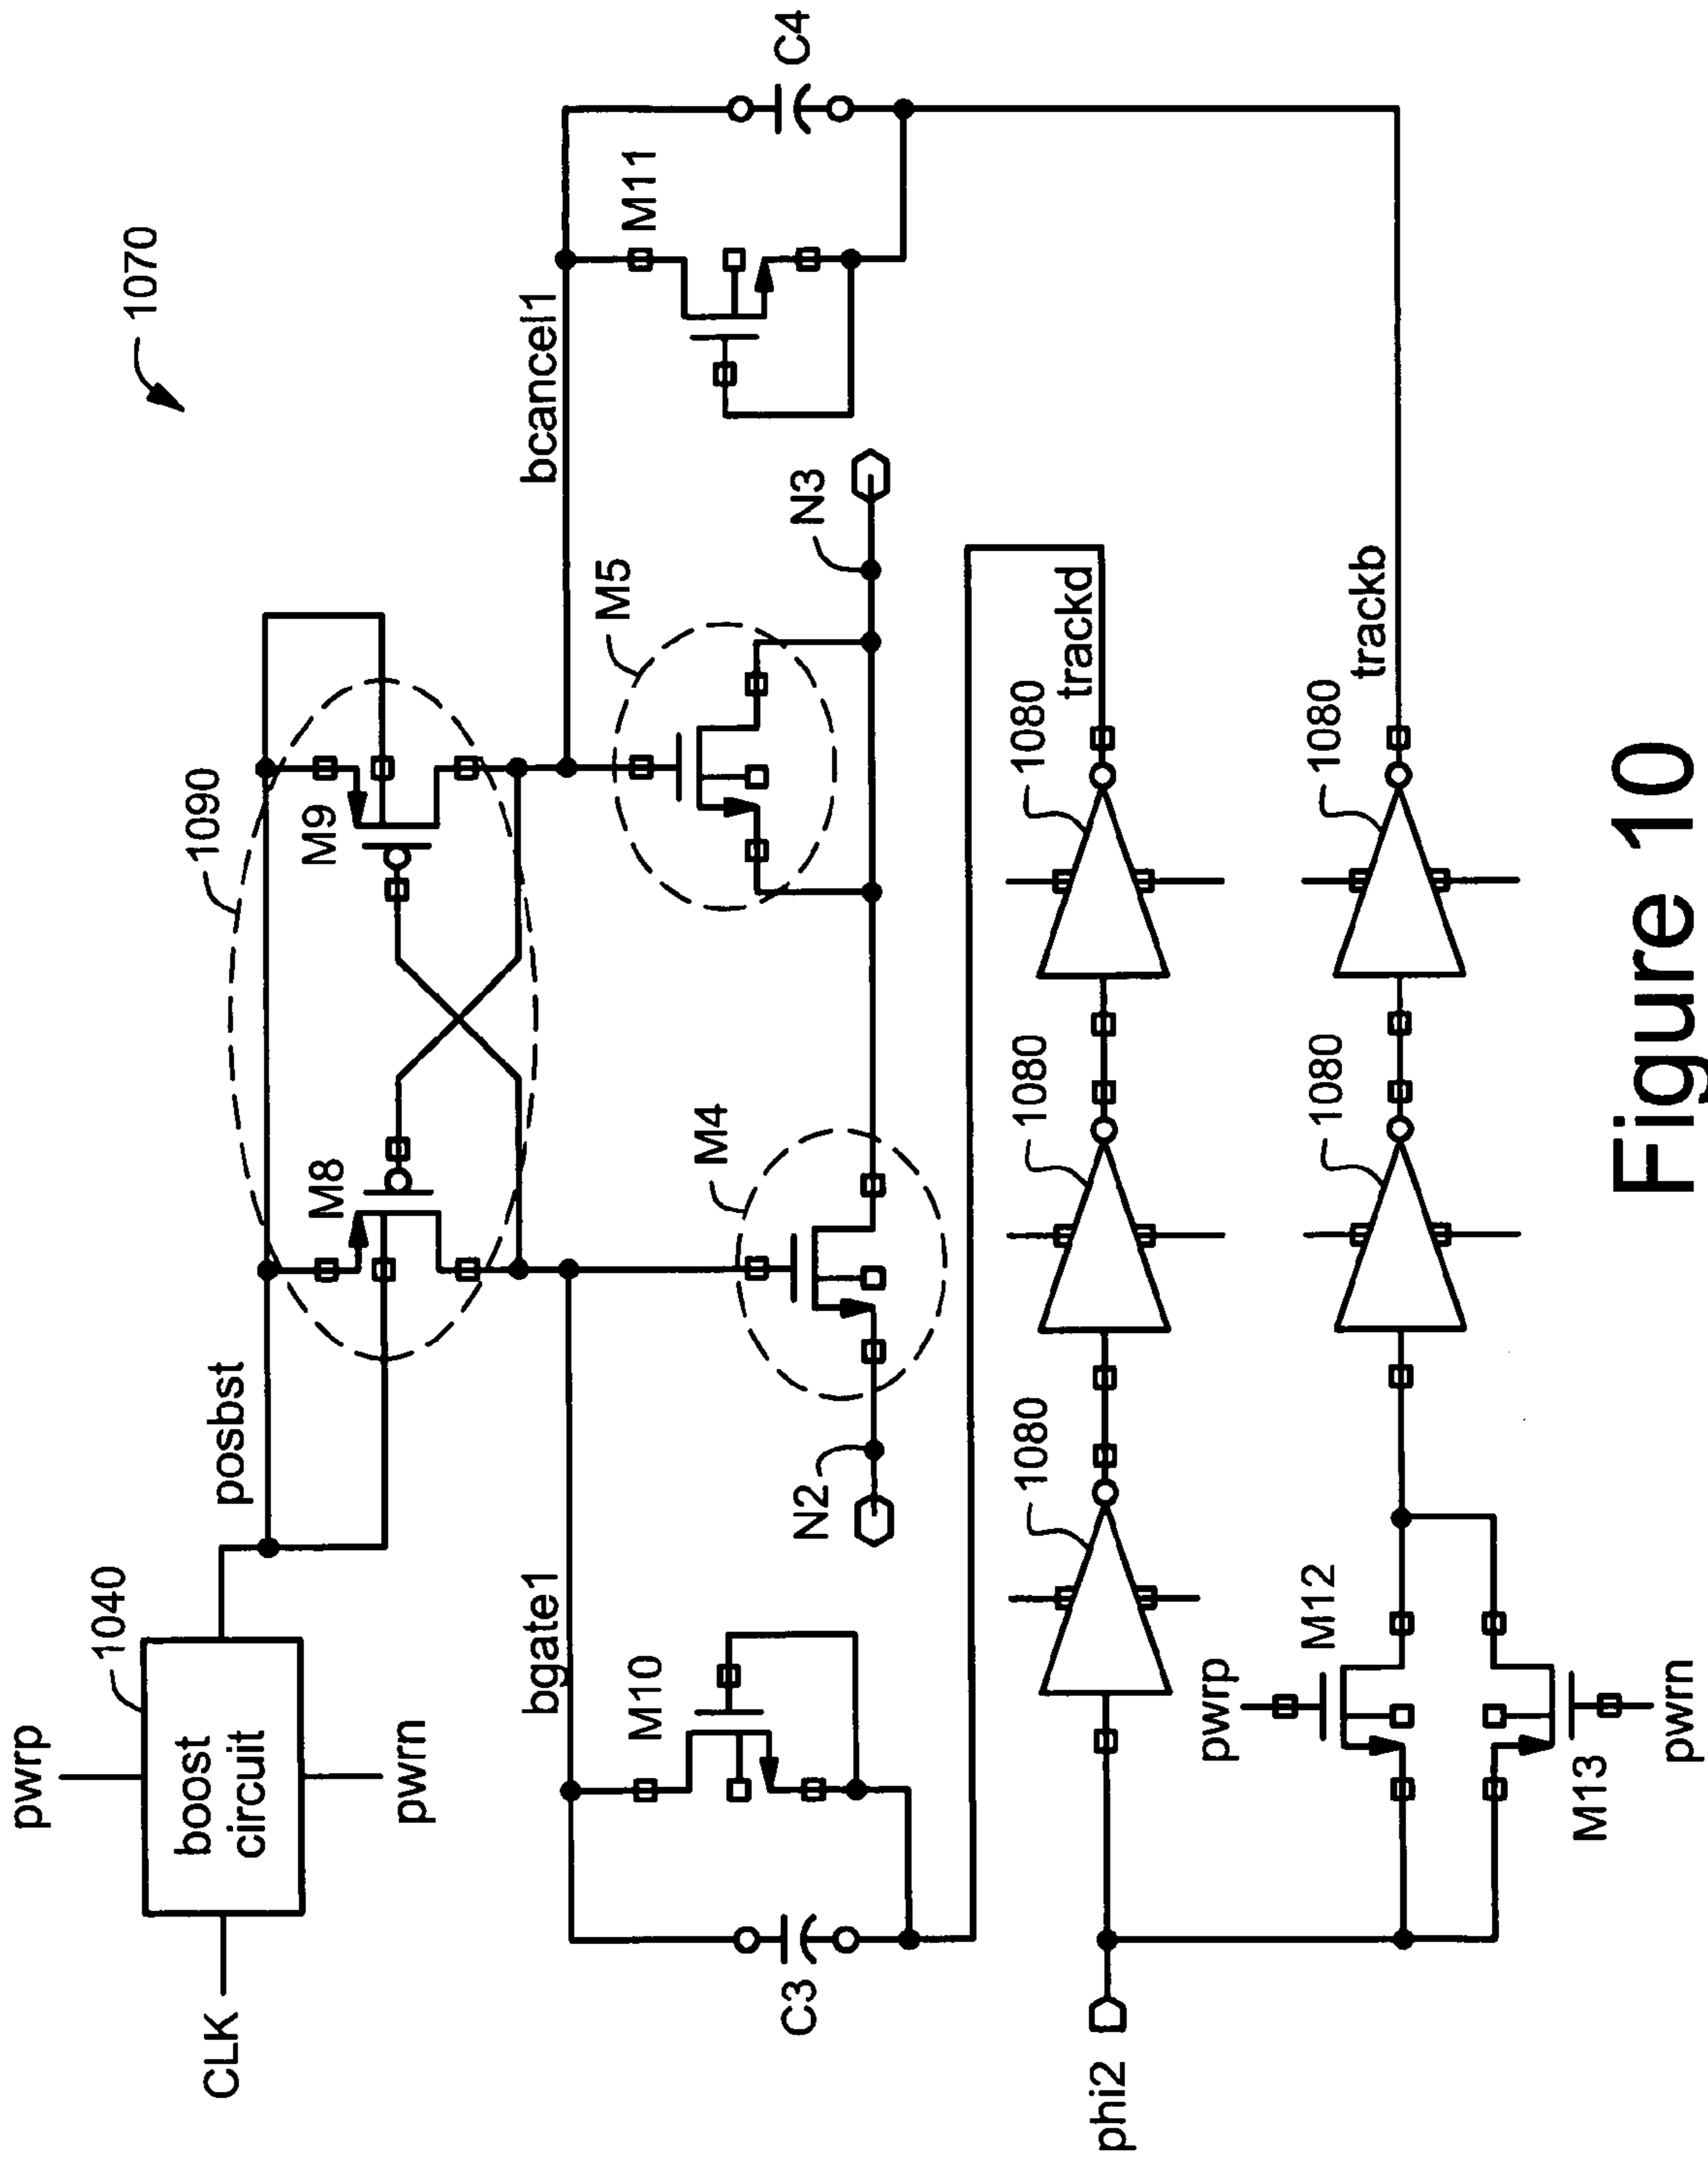 1070
pwrp
1040
boost
circuit
pwrn
CLK
posbst
1090
M8
M9
bgate1
bcancel1
M10
C3
M4
M5
M11
C4
N2
N3
1080
1080
1080
trackd
phi2
pwrp
M12
M13
pwrn
1080
1080
trackb
Figure 10